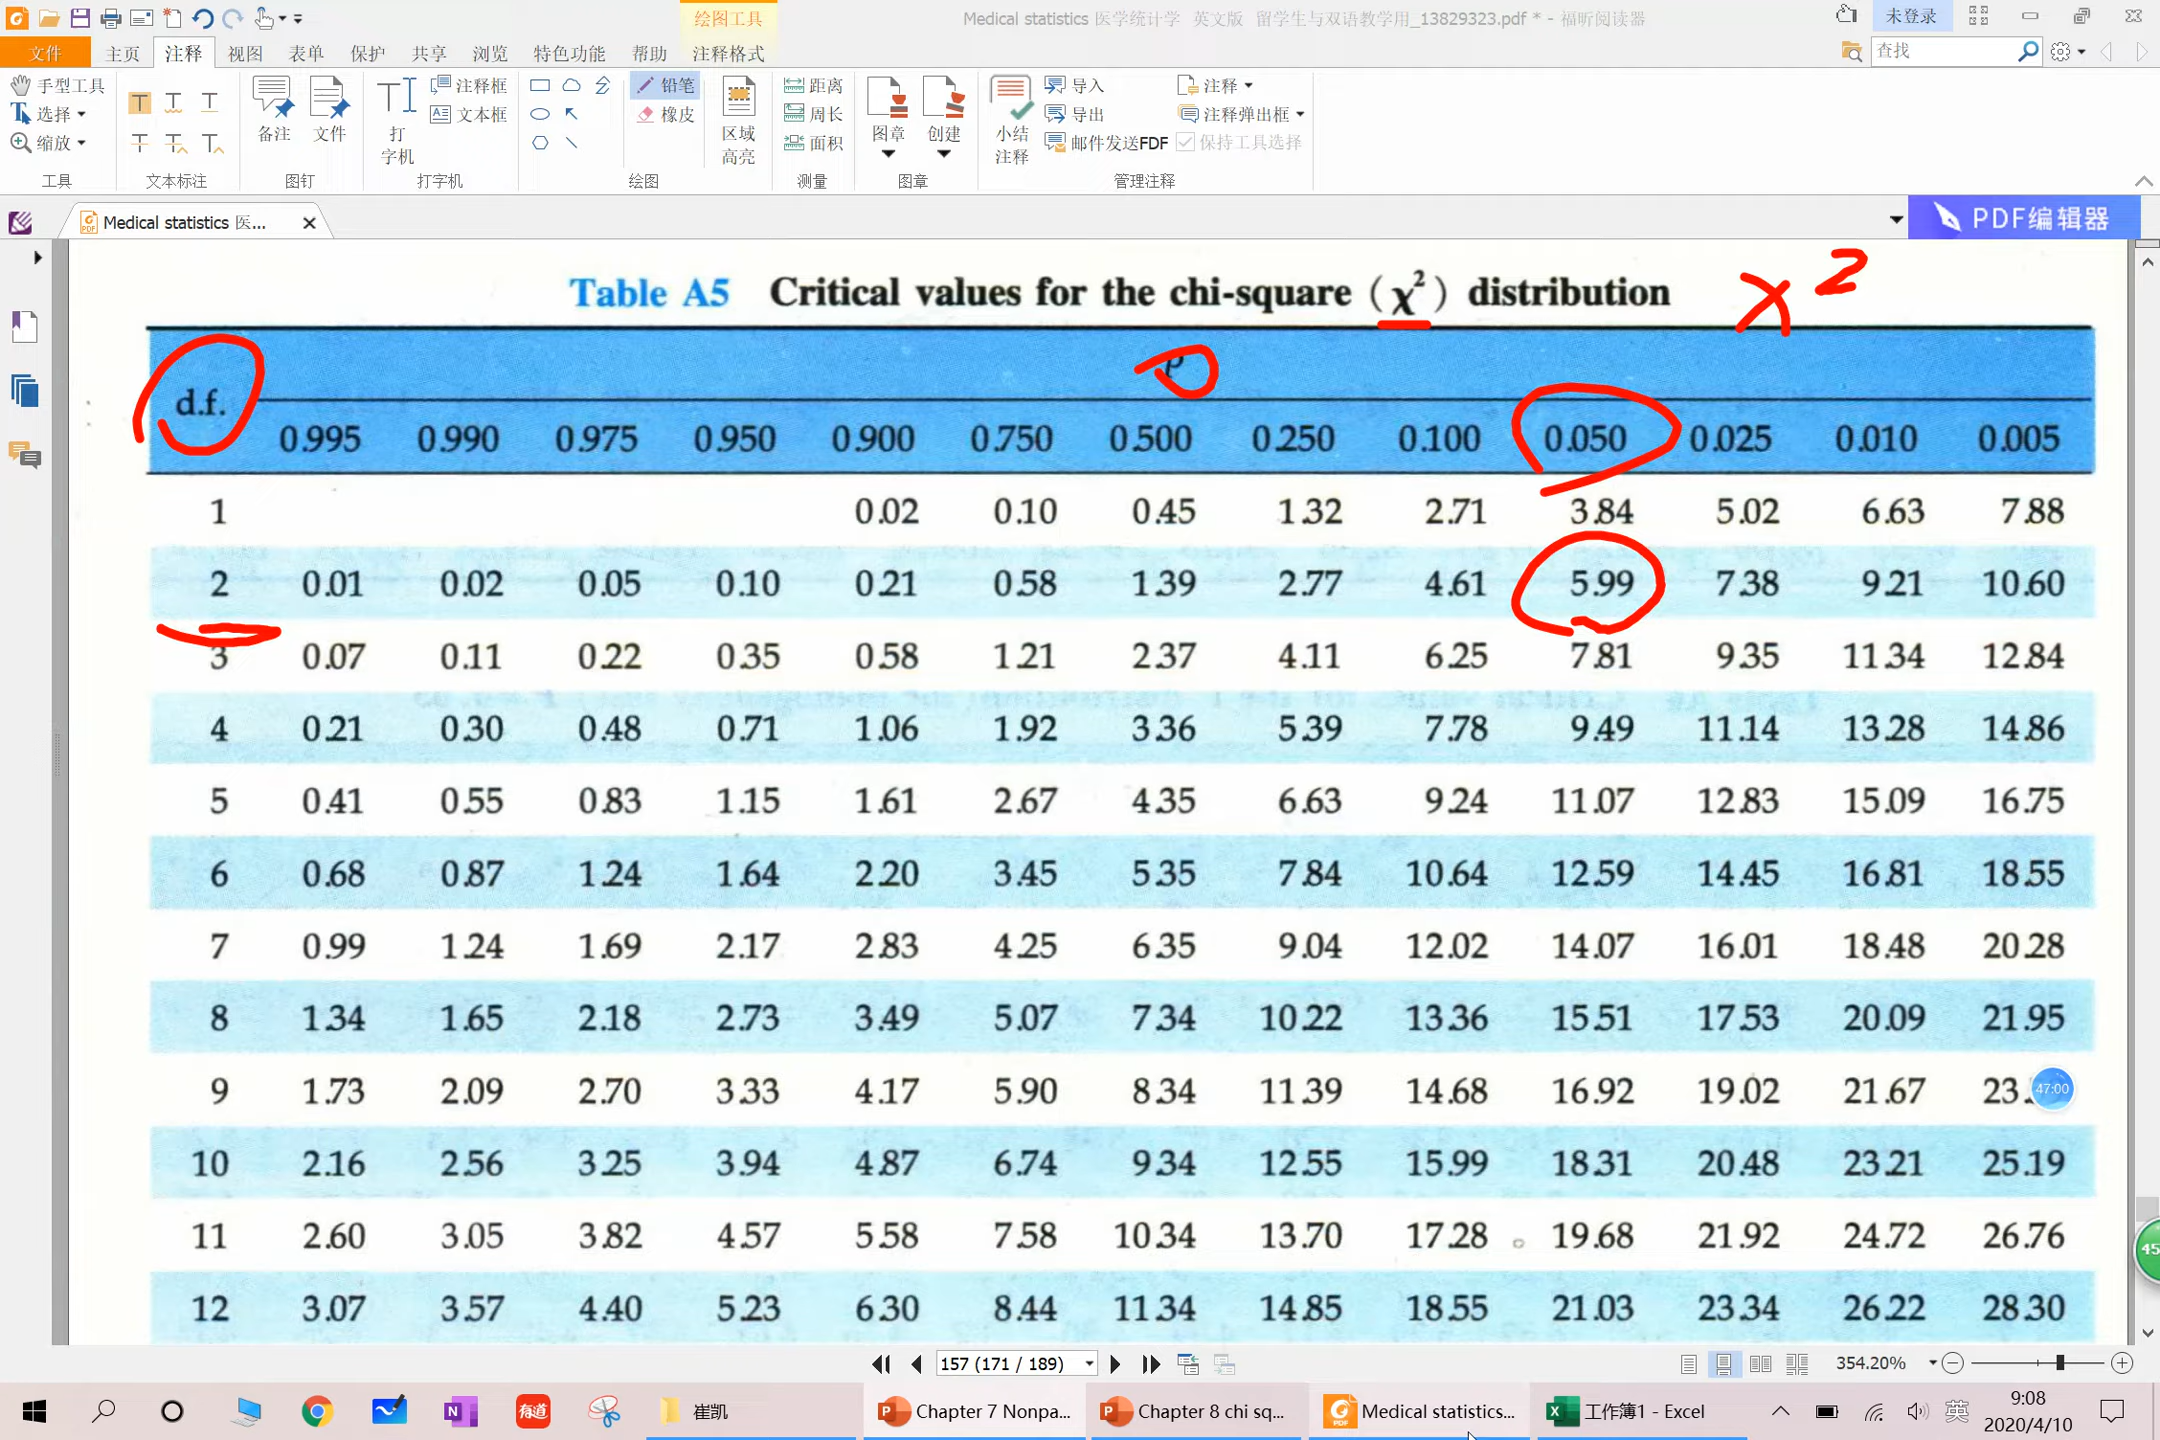 绘图工具
Medical statistics 医学统计学 英文版 留学生与双语教学用_13829323.pdf * - 福昕阅读器
未登录
文件 主页 注释 视图 表单 保护 共享 浏览 特色功能 帮助 注释格式
查找
手型工具
选择
缩放
工具
文本标注
备注 文件
图钉
打字机
注释框
文本框
打字机
铅笔
橡皮
区域高亮
绘图
距离
周长
面积
测量
图章 创建
图章
小结注释
导入
导出
邮件发送PDF
注释
注释弹出框
保持工具选择
管理注释
Medical statistics 医...
PDF编辑器
Table A5 Critical values for the chi-square (χ²) distribution χ²
d.f. P
0.995 0.990 0.975 0.950 0.900 0.750 0.500 0.250 0.100 0.050 0.025 0.010 0.005
1 0.02 0.10 0.45 1.32 2.71 3.84 5.02 6.63 7.88
2 0.01 0.02 0.05 0.10 0.21 0.58 1.39 2.77 4.61 5.99 7.38 9.21 10.60
3 0.07 0.11 0.22 0.35 0.58 1.21 2.37 4.11 6.25 7.81 9.35 11.34 12.84
4 0.21 0.30 0.48 0.71 1.06 1.92 3.36 5.39 7.78 9.49 11.14 13.28 14.86
5 0.41 0.55 0.83 1.15 1.61 2.67 4.35 6.63 9.24 11.07 12.83 15.09 16.75
6 0.68 0.87 1.24 1.64 2.20 3.45 5.35 7.84 10.64 12.59 14.45 16.81 18.55
7 0.99 1.24 1.69 2.17 2.83 4.25 6.35 9.04 12.02 14.07 16.01 18.48 20.28
8 1.34 1.65 2.18 2.73 3.49 5.07 7.34 10.22 13.36 15.51 17.53 20.09 21.95
9 1.73 2.09 2.70 3.33 4.17 5.90 8.34 11.39 14.68 16.92 19.02 21.67 23.
47:00
10 2.16 2.56 3.25 3.94 4.87 6.74 9.34 12.55 15.99 18.31 20.48 23.21 25.19
11 2.60 3.05 3.82 4.57 5.58 7.58 10.34 13.70 17.28 19.68 21.92 24.72 26.76
45
12 3.07 3.57 4.40 5.23 6.30 8.44 11.34 14.85 18.55 21.03 23.34 26.22 28.30
157 (171 / 189)
354.20%
有道
崔凯
Chapter 7 Nonpa...
Chapter 8 chi sq...
Medical statistics...
工作簿1 - Excel
英
9:08
2020/4/10